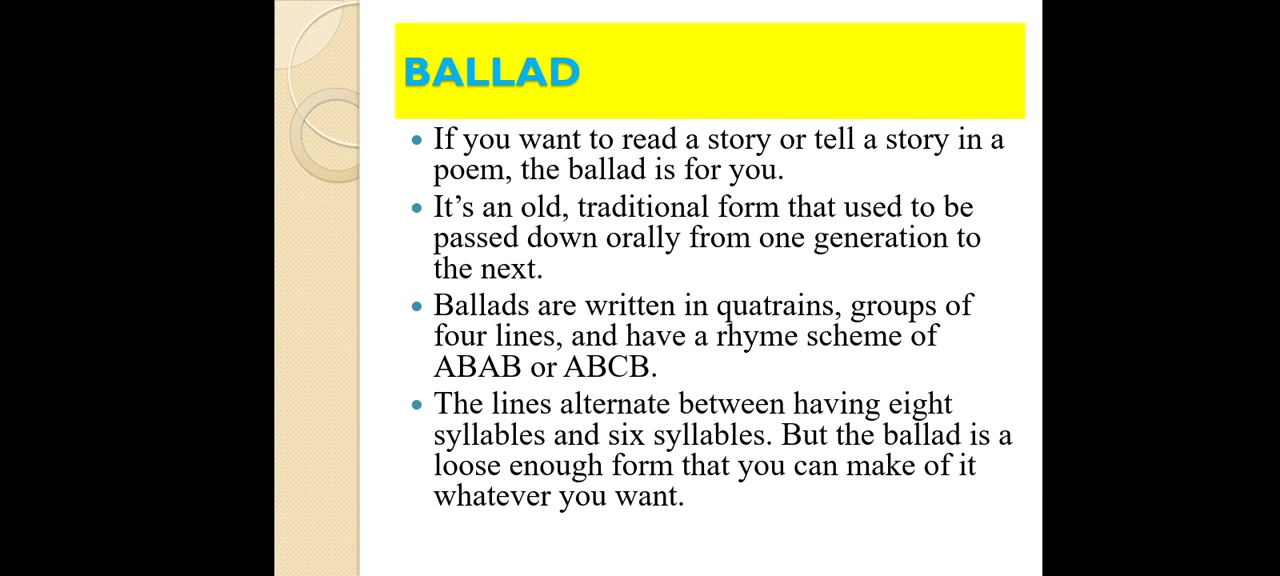 BALLAD
• If you want to read a story or tell a story in a
poem, the ballad is for you.
• It’s an old, traditional form that used to be
passed down orally from one generation to
the next.
• Ballads are written in quatrains, groups of
four lines, and have a rhyme scheme of
ABAB or ABCB.
• The lines alternate between having eight
syllables and six syllables. But the ballad is a
loose enough form that you can make of it
whatever you want.